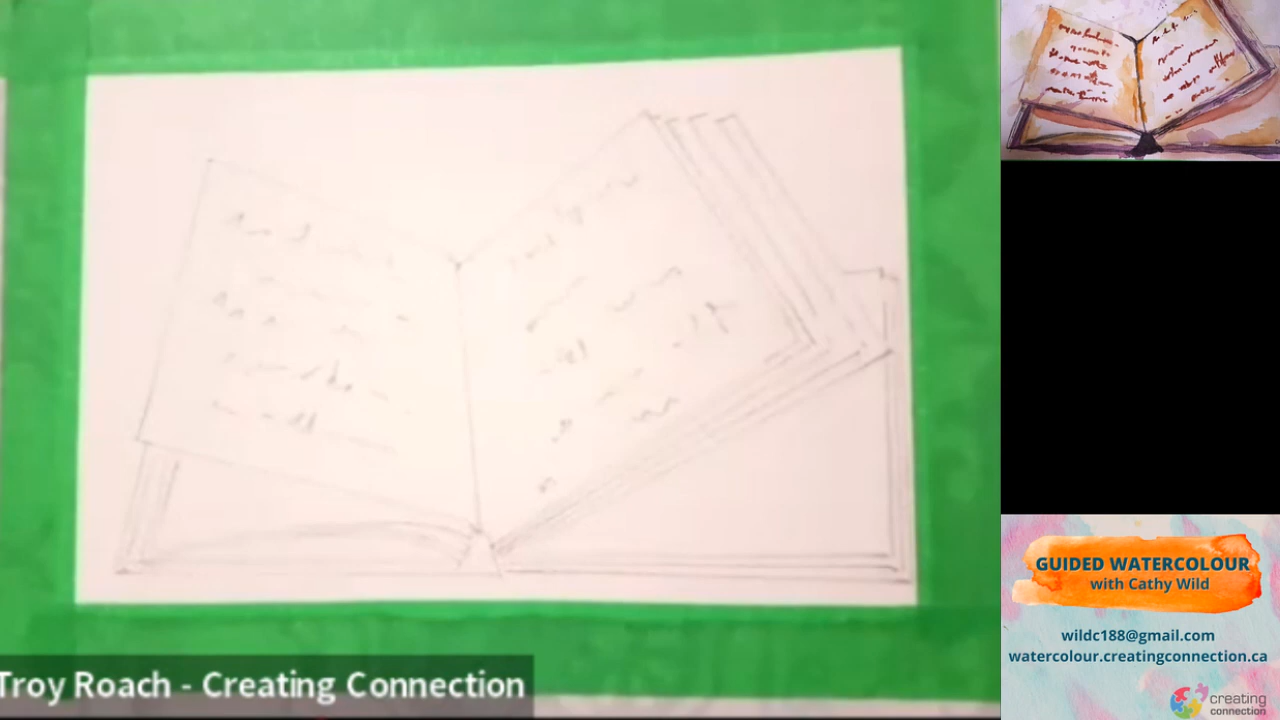 GUIDED WATERCOLOUR
with Cathy Wild
wildc188@gmail.com
watercolour.creatingconnection.ca
creating
connection
Troy Roach - Creating Connection